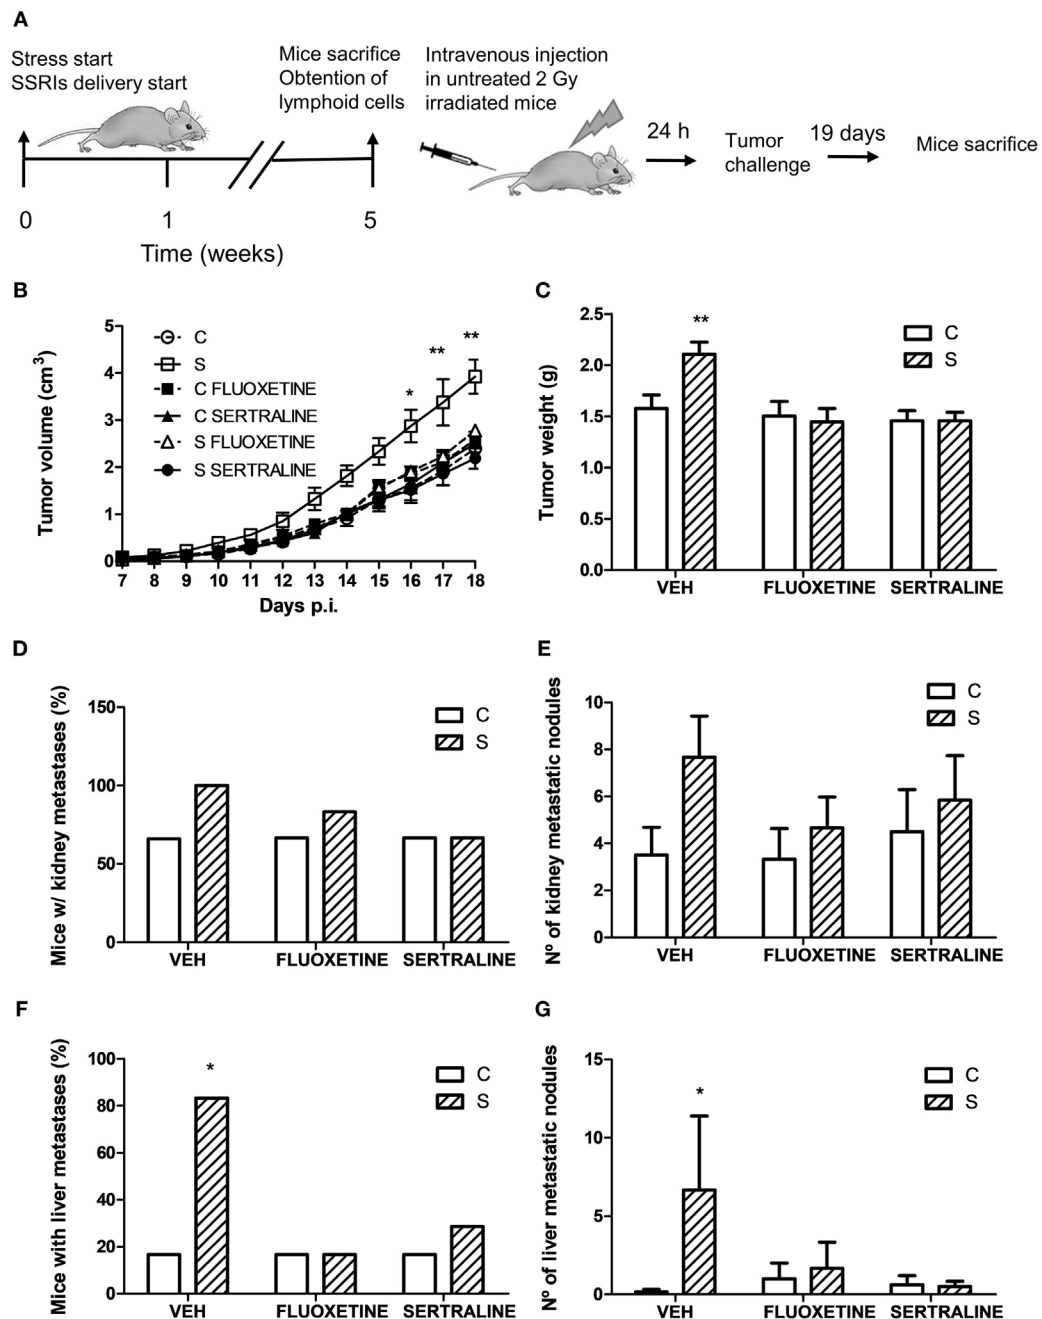 A
Stress start
SSRIs delivery start
Mice sacrifice
Obtention of
lymphoid cells
Intravenous injection
in untreated 2 Gy
irradiated mice
24 h
Tumor
challenge
19 days
Mice sacrifice
0
1
5
Time (weeks)
B
Tumor volume (cm3)
5
4
3
2
1
0
C
S
C FLUOXETINE
C SERTRALINE
S FLUOXETINE
S SERTRALINE
*
**
**
7 8 9 10 11 12 13 14 15 16 17 18
Days p.i.
C
Tumor weight (g)
2.5
2.0
1.5
1.0
0.5
0.0
**
C
S
VEH FLUOXETINE SERTRALINE
D
Mice w/ kidney metastases (%)
150
100
50
0
C
S
VEH FLUOXETINE SERTRALINE
E
Nº of kidney metastatic nodules
10
8
6
4
2
0
C
S
VEH FLUOXETINE SERTRALINE
F
Mice with liver metastases (%)
100
80
60
40
20
0
*
C
S
VEH FLUOXETINE SERTRALINE
G
Nº of liver metastatic nodules
15
10
5
0
*
C
S
VEH FLUOXETINE SERTRALINE